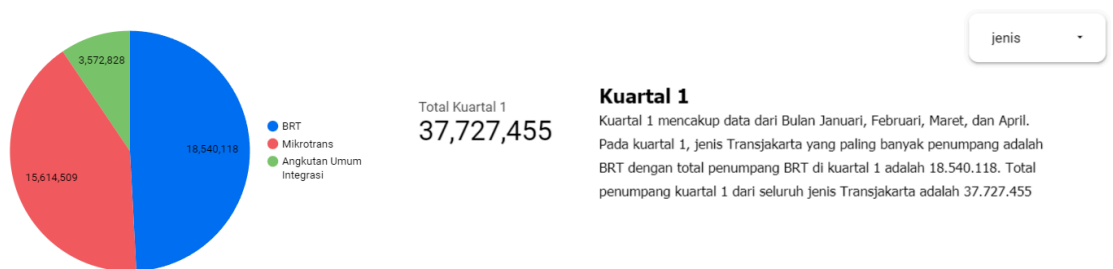 jenis
3,572,828
18,540,118
15,614,509
BRT
Mikrotrans
Angkutan Umum
Integrasi
Total Kuartal 1
37,727,455
Kuartal 1
Kuartal 1 mencakup data dari Bulan Januari, Februari, Maret, dan April.
Pada kuartal 1, jenis Transjakarta yang paling banyak penumpang adalah
BRT dengan total penumpang BRT di kuartal 1 adalah 18.540.118. Total
penumpang kuartal 1 dari seluruh jenis Transjakarta adalah 37.727.455